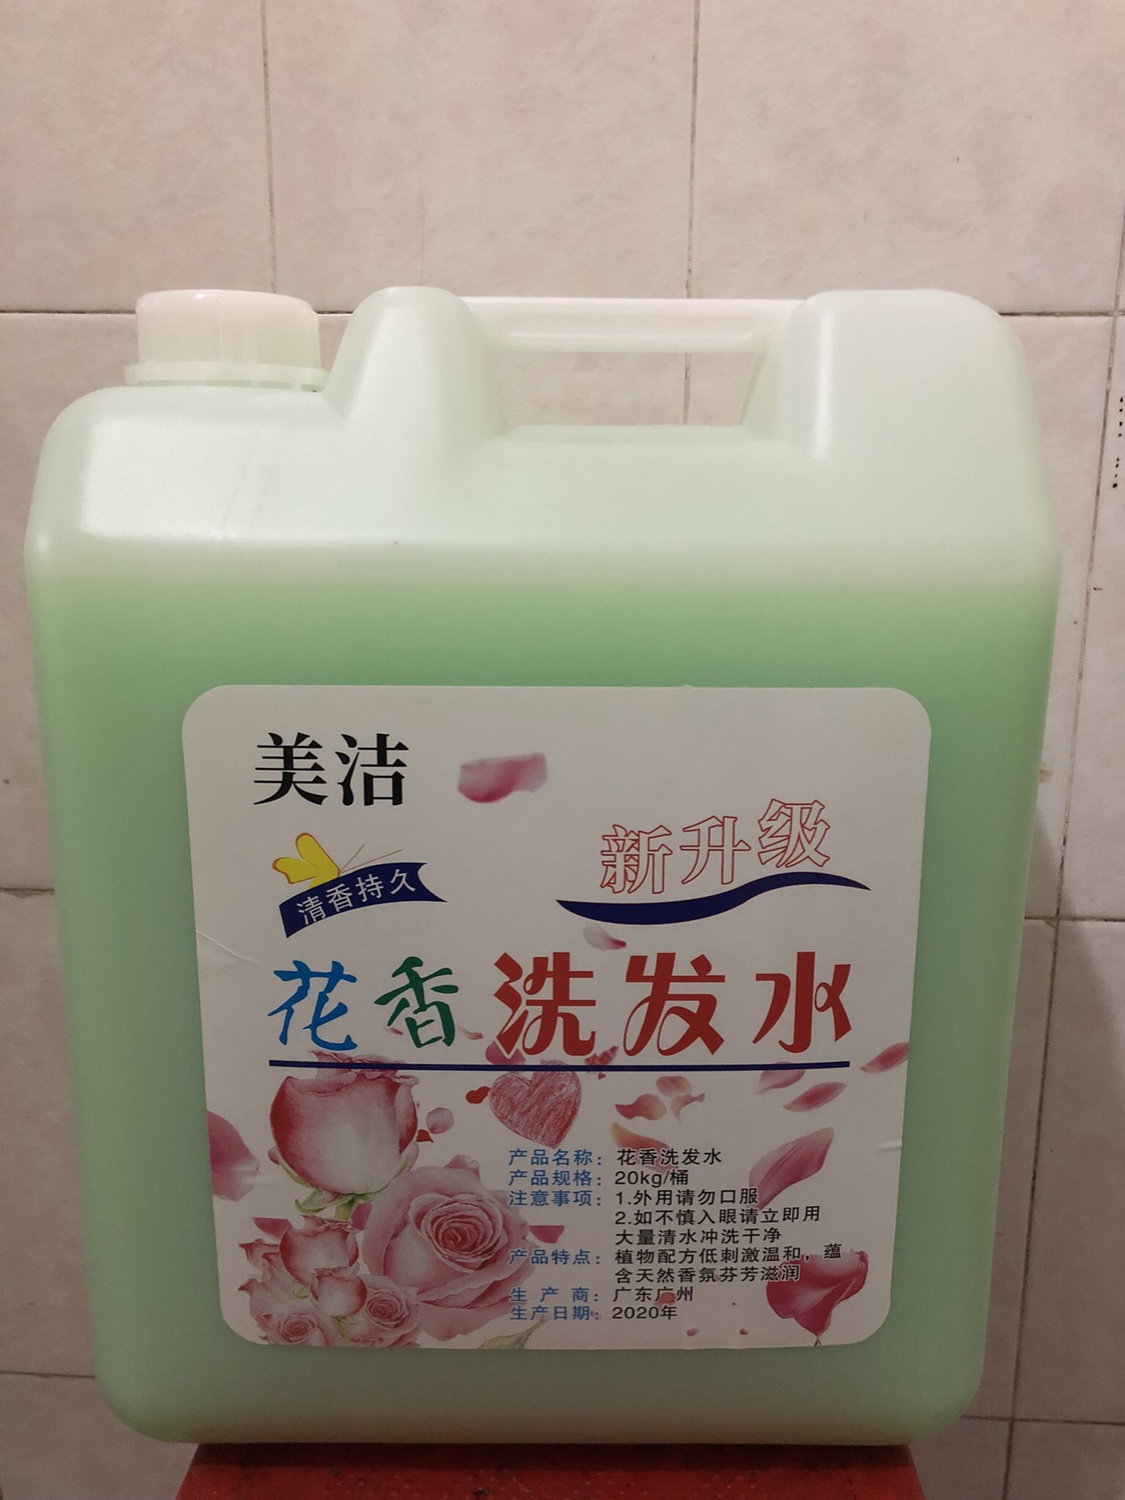 美洁
新升级
清香持久
花香洗发水
产品名称：花香洗发水
产品规格：20kg/桶
注意事项：1.外用请勿口服
2.如不慎入眼请立即用
大量清水冲洗干净
产品特点：植物配方低刺激温和，蕴
含天然香氛芬芳滋润
生产商：广东广州
生产日期：2020年